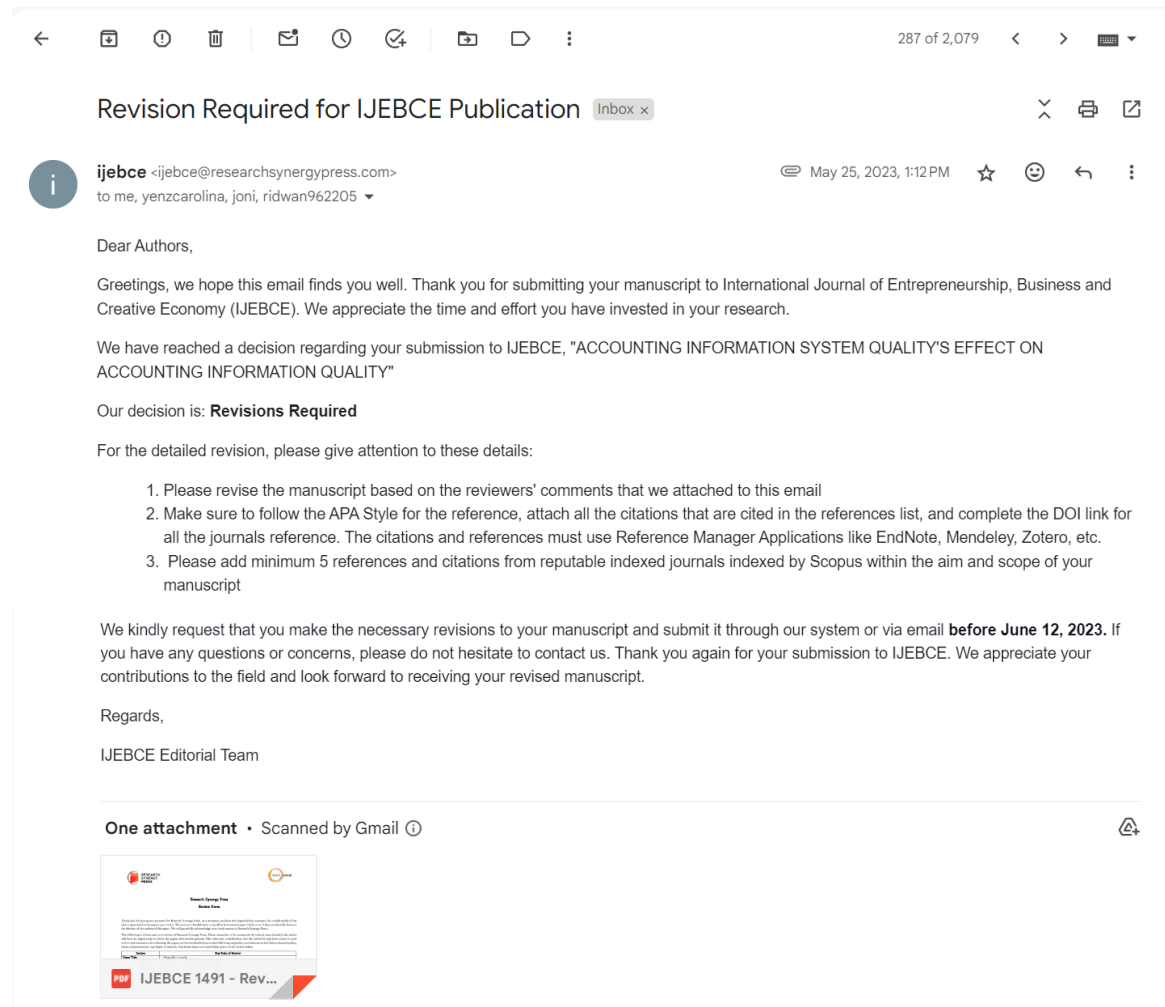 287 of 2,079
Revision Required for IJEBCE Publication Inbox ×
i
ijebce <ijebce@researchsynergypress.com>
May 25, 2023, 1:12 PM
to me, yenzcarolina, joni, ridwan962205
Dear Authors,
Greetings, we hope this email finds you well. Thank you for submitting your manuscript to International Journal of Entrepreneurship, Business and
Creative Economy (IJEBCE). We appreciate the time and effort you have invested in your research.
We have reached a decision regarding your submission to IJEBCE, "ACCOUNTING INFORMATION SYSTEM QUALITY'S EFFECT ON
ACCOUNTING INFORMATION QUALITY"
Our decision is: Revisions Required
For the detailed revision, please give attention to these details:
1. Please revise the manuscript based on the reviewers' comments that we attached to this email
2. Make sure to follow the APA Style for the reference, attach all the citations that are cited in the references list, and complete the DOI link for
all the journals reference. The citations and references must use Reference Manager Applications like EndNote, Mendeley, Zotero, etc.
3. Please add minimum 5 references and citations from reputable indexed journals indexed by Scopus within the aim and scope of your
manuscript
We kindly request that you make the necessary revisions to your manuscript and submit it through our system or via email before June 12, 2023. If
you have any questions or concerns, please do not hesitate to contact us. Thank you again for your submission to IJEBCE. We appreciate your
contributions to the field and look forward to receiving your revised manuscript.
Regards,
IJEBCE Editorial Team
One attachment • Scanned by Gmail
RESEARCH
SYNERGY
PRESS
Research Synergy Press
Review Form
PDF IJEBCE 1491 - Rev...